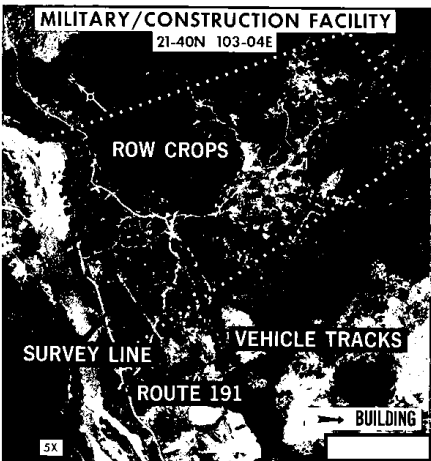 MILITARY/CONSTRUCTION FACILITY
21-40N 103-04E
ROW CROPS
SURVEY LINE
VEHICLE TRACKS
ROUTE 191
BUILDING
5X